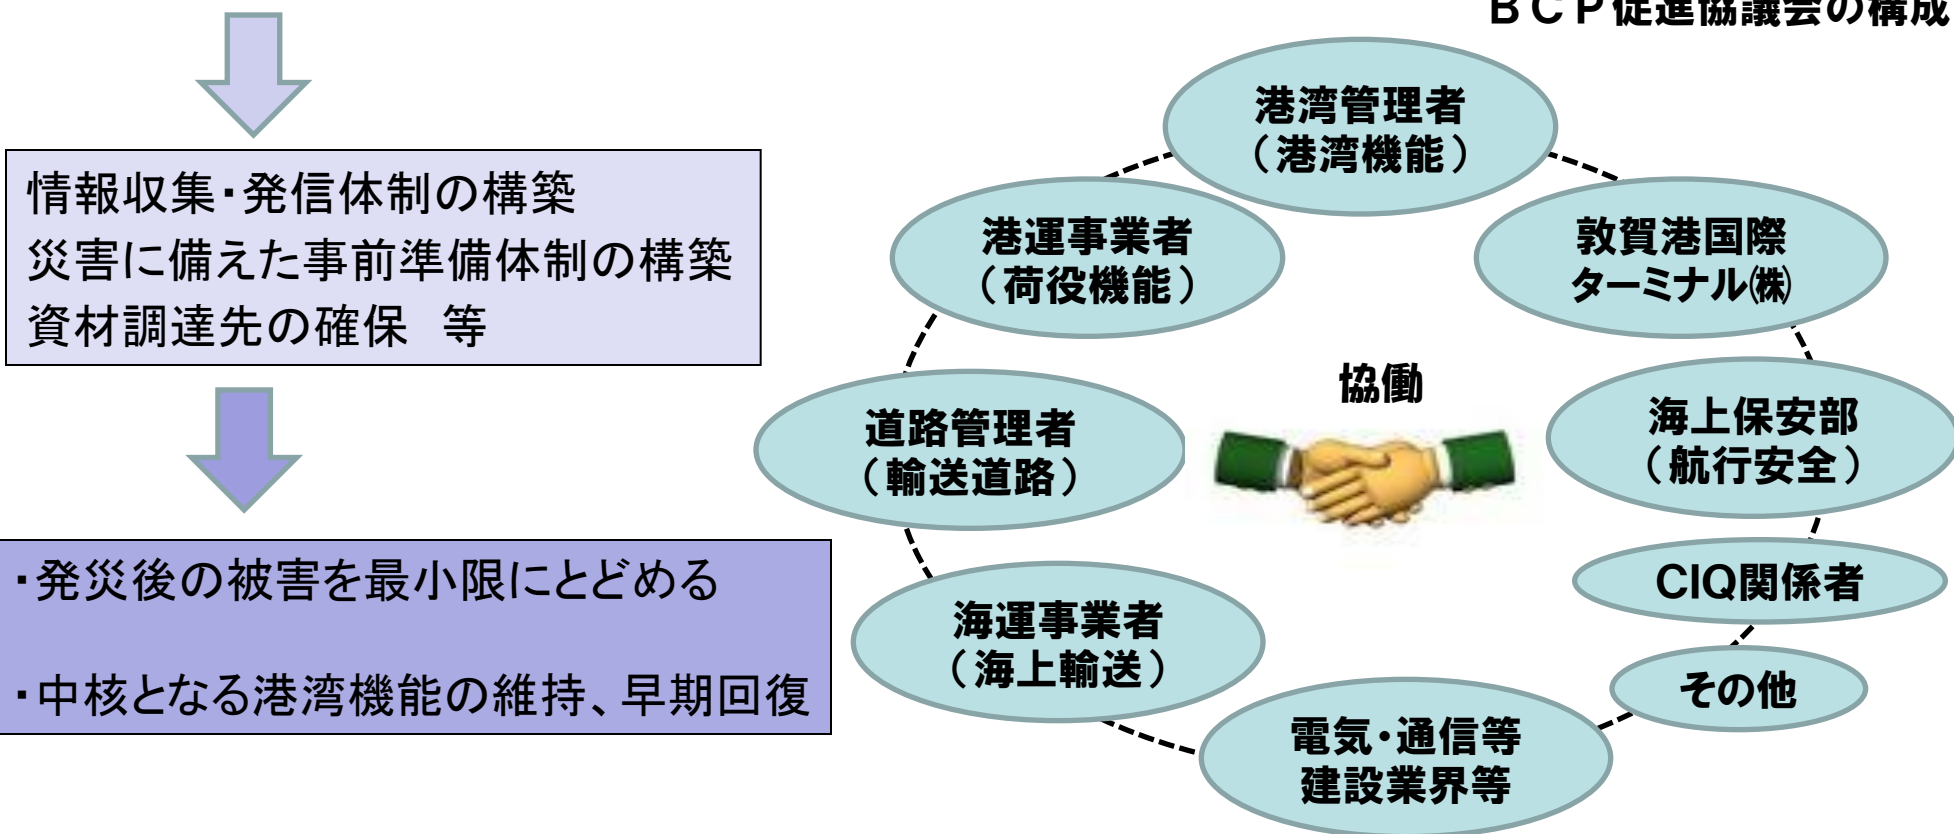 BCP促進協議会の構成
情報収集・発信体制の構築
災害に備えた事前準備体制の構築
資材調達先の確保　等
・発災後の被害を最小限にとどめる
・中核となる港湾機能の維持、早期回復
港湾管理者
（港湾機能）
港運事業者
（荷役機能）
敦賀港国際
ターミナル㈱
協働
道路管理者
（輸送道路）
海上保安部
（航行安全）
CIQ関係者
海運事業者
（海上輸送）
その他
電気・通信等
建設業界等